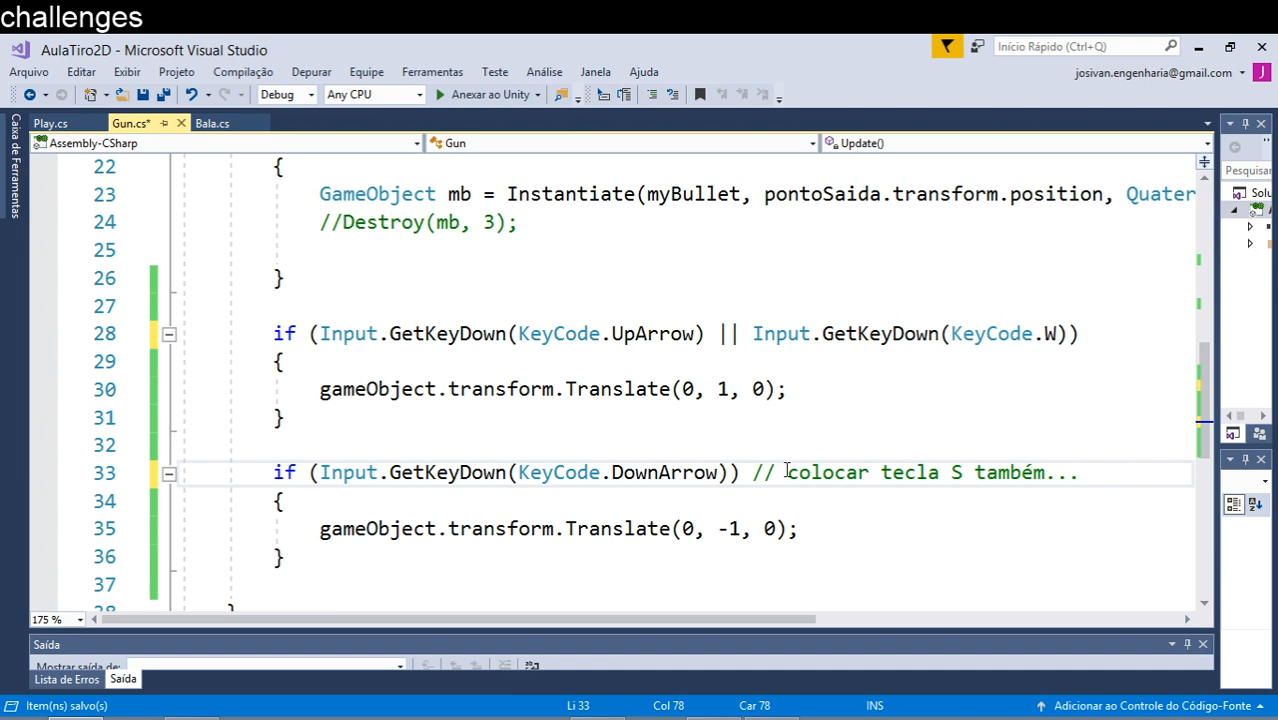 challenges
AulaTiro2D - Microsoft Visual Studio
Início Rápido (Ctrl+Q)
Arquivo Editar Exibir Projeto Compilação Depurar Equipe Ferramentas Teste Análise Janela Ajuda
josivan.engenharia@gmail.com J
Debug Any CPU Anexar ao Unity
Caixa de Ferramentas
Play.cs Gun.cs* Bala.cs
Assembly-CSharp Gun Update()
Pesquisar
Solu
22 {
23 GameObject mb = Instantiate(myBullet, pontoSaida.transform.position, Quater
24 //Destroy(mb, 3);
25
26 }
27
28 if (Input.GetKeyDown(KeyCode.UpArrow) || Input.GetKeyDown(KeyCode.W))
29 {
30 gameObject.transform.Translate(0, 1, 0);
31 }
32
33 if (Input.GetKeyDown(KeyCode.DownArrow)) // colocar tecla S também...
34 {
35 gameObject.transform.Translate(0, -1, 0);
36 }
37
175 %
Saída
Mostrar saída de:
Lista de Erros Saída
Item(ns) salvo(s) Li 33 Col 78 Car 78 INS Adicionar ao Controle do Código-Fonte